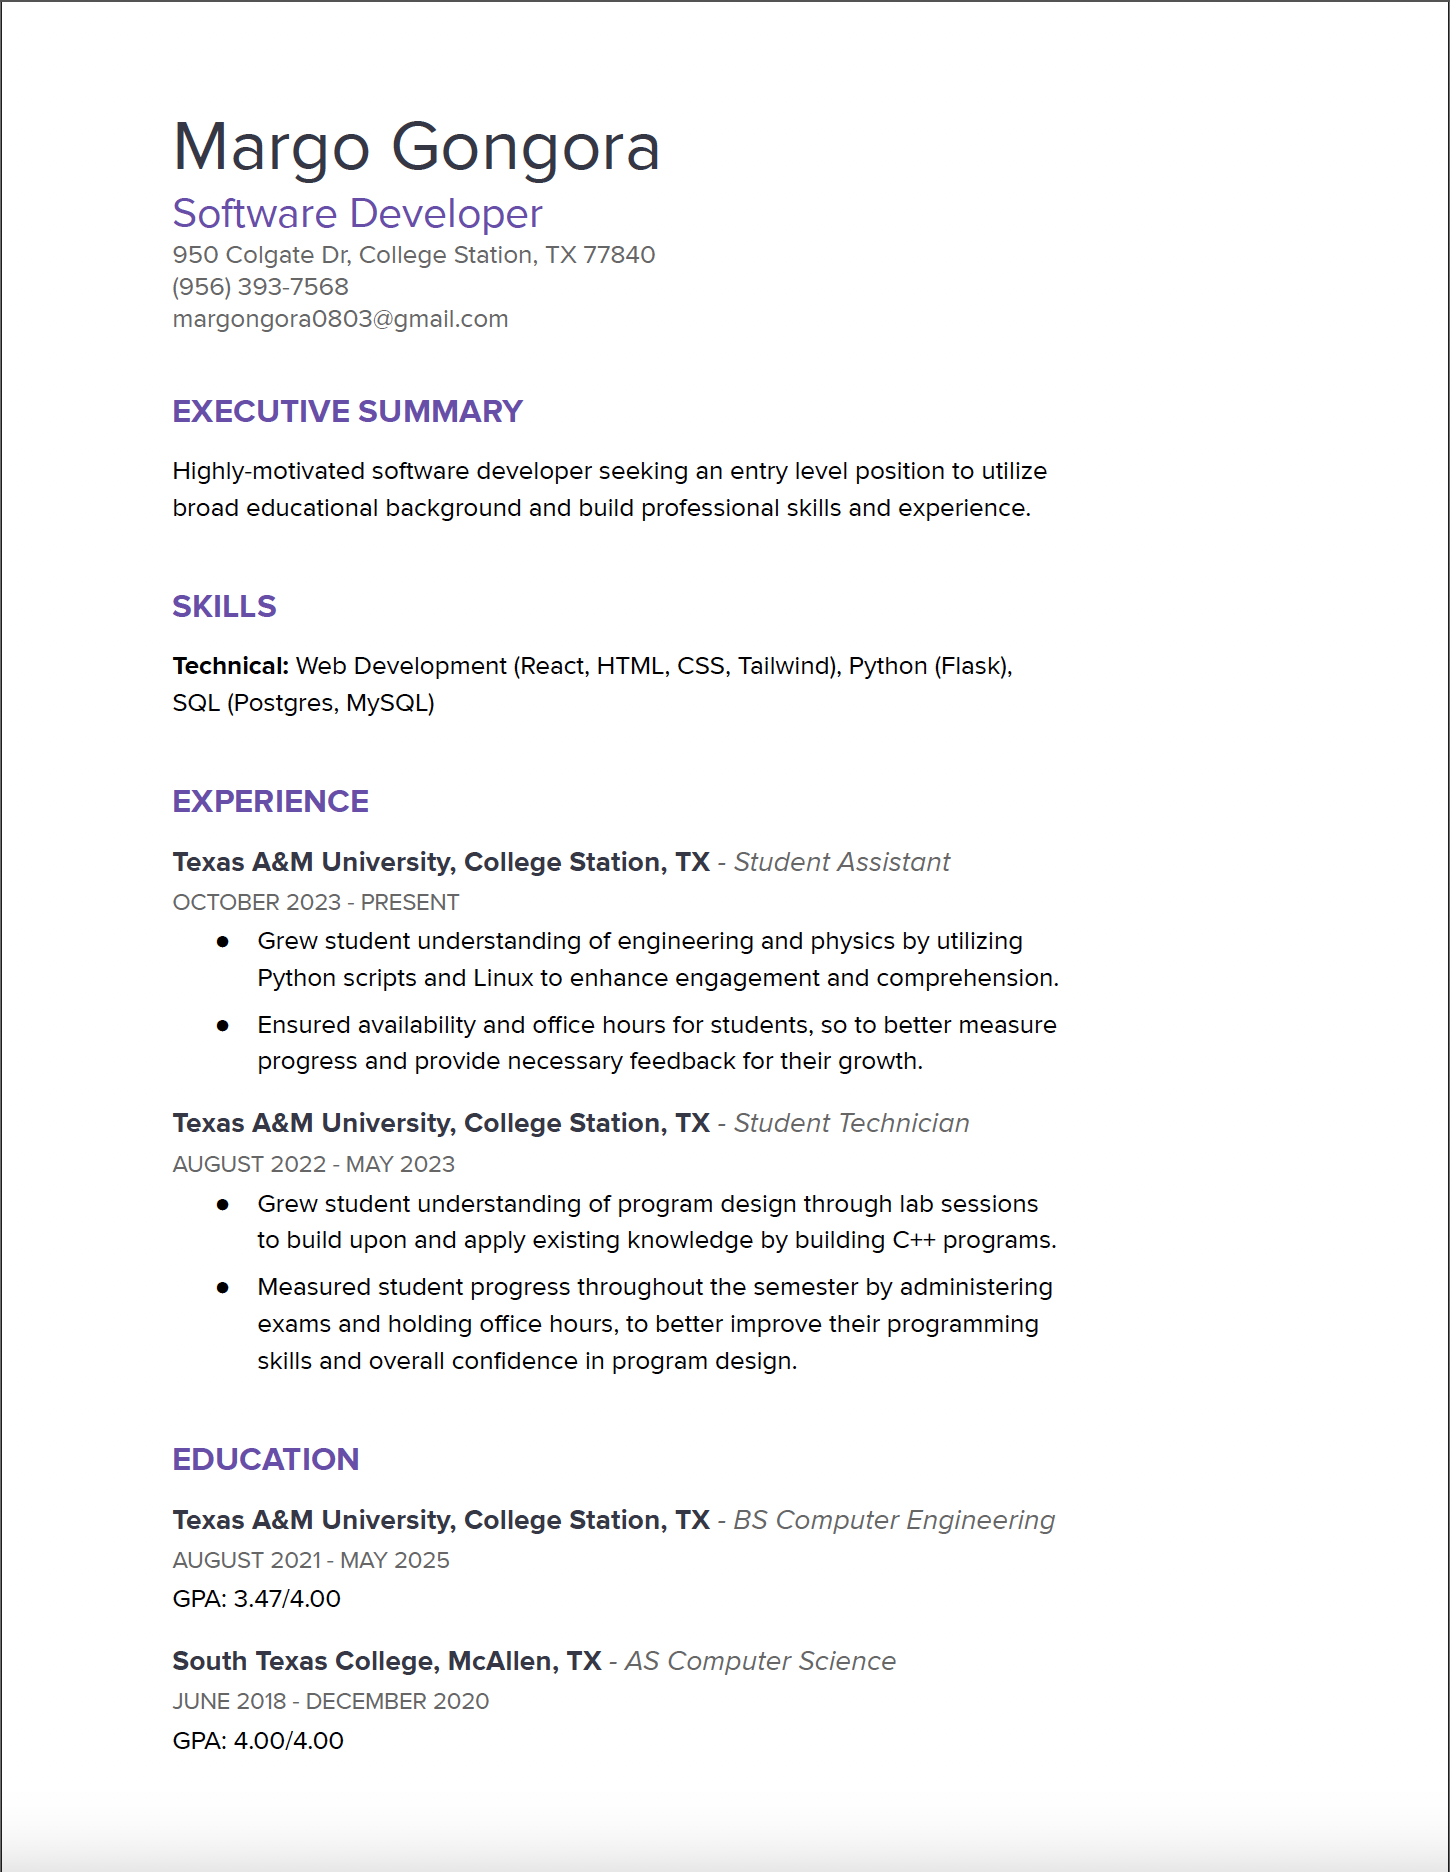 Margo Gongora
Software Developer
950 Colgate Dr, College Station, TX 77840
(956) 393-7568
margongora0803@gmail.com
EXECUTIVE SUMMARY
Highly-motivated software developer seeking an entry level position to utilize
broad educational background and build professional skills and experience.
SKILLS
Technical: Web Development (React, HTML, CSS, Tailwind), Python (Flask),
SQL (Postgres, MySQL)
EXPERIENCE
Texas A&M University, College Station, TX - Student Assistant
OCTOBER 2023 - PRESENT
● Grew student understanding of engineering and physics by utilizing
Python scripts and Linux to enhance engagement and comprehension.
● Ensured availability and office hours for students, so to better measure
progress and provide necessary feedback for their growth.
Texas A&M University, College Station, TX - Student Technician
AUGUST 2022 - MAY 2023
● Grew student understanding of program design through lab sessions
to build upon and apply existing knowledge by building C++ programs.
● Measured student progress throughout the semester by administering
exams and holding office hours, to better improve their programming
skills and overall confidence in program design.
EDUCATION
Texas A&M University, College Station, TX - BS Computer Engineering
AUGUST 2021 - MAY 2025
GPA: 3.47/4.00
South Texas College, McAllen, TX - AS Computer Science
JUNE 2018 - DECEMBER 2020
GPA: 4.00/4.00